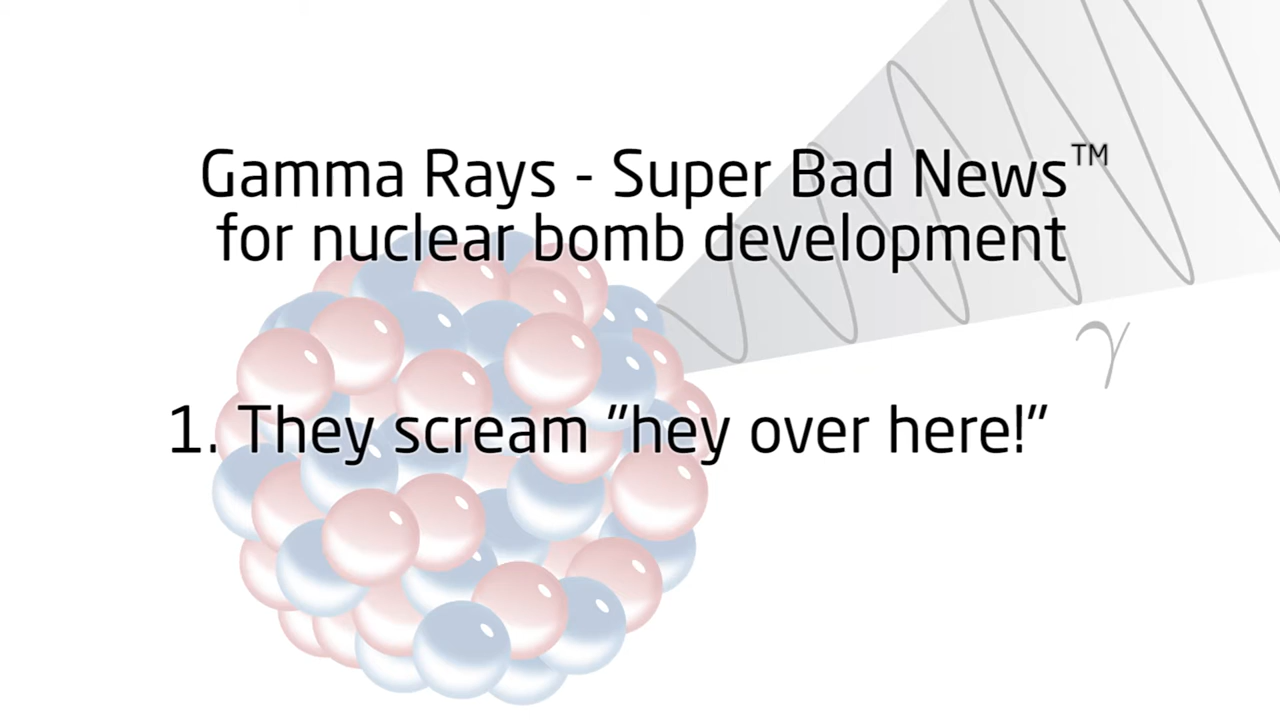 Gamma Rays - Super Bad News™
for nuclear bomb development
1. They scream "hey over here!"
γ